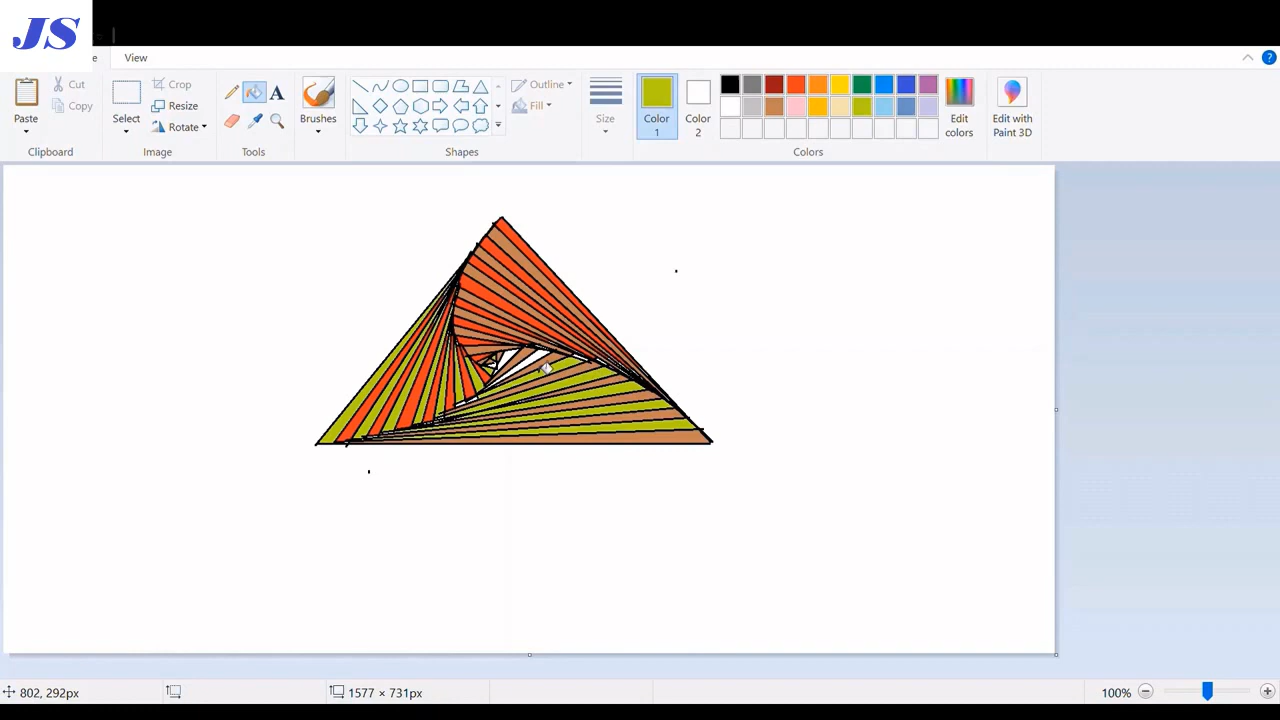 JS
e View
Paste
Cut
Copy
Clipboard
Select
Crop
Resize
Rotate
Image
A
Tools
Brushes
Outline
Fill
Shapes
Size
Color 1
Color 2
Edit colors
Colors
Edit with Paint 3D
?
802, 292px
1577 × 731px
100%